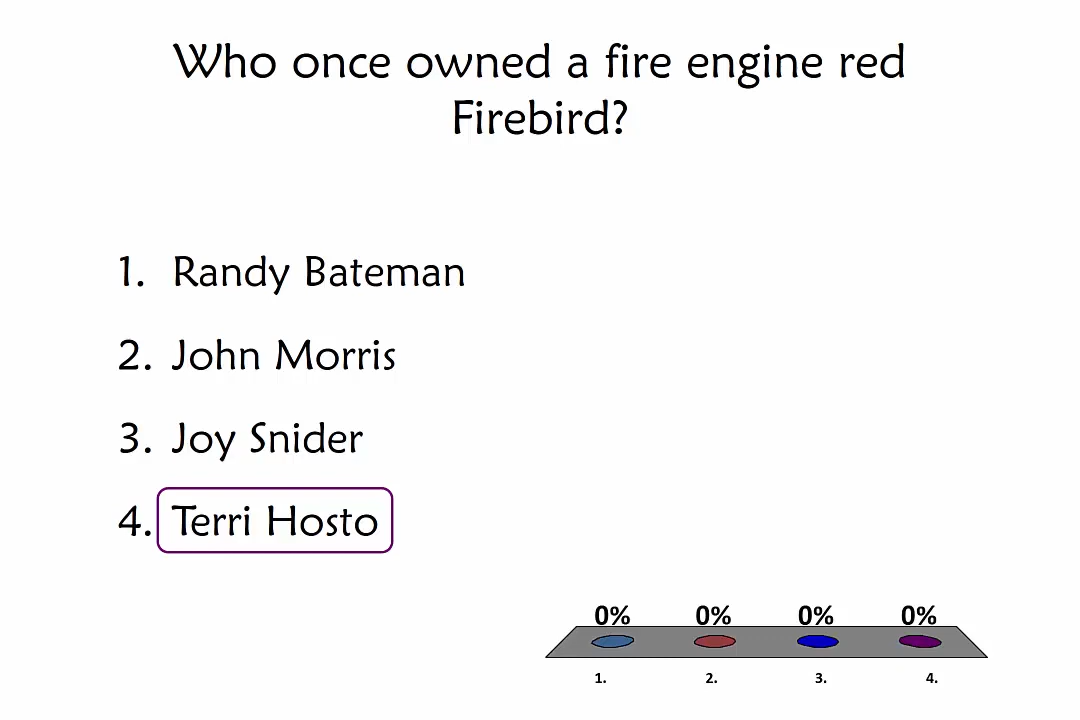 Who once owned a fire engine red
Firebird?
1. Randy Bateman
2. John Morris
3. Joy Snider
4. Terri Hosto
0% 0% 0% 0%
1. 2. 3. 4.